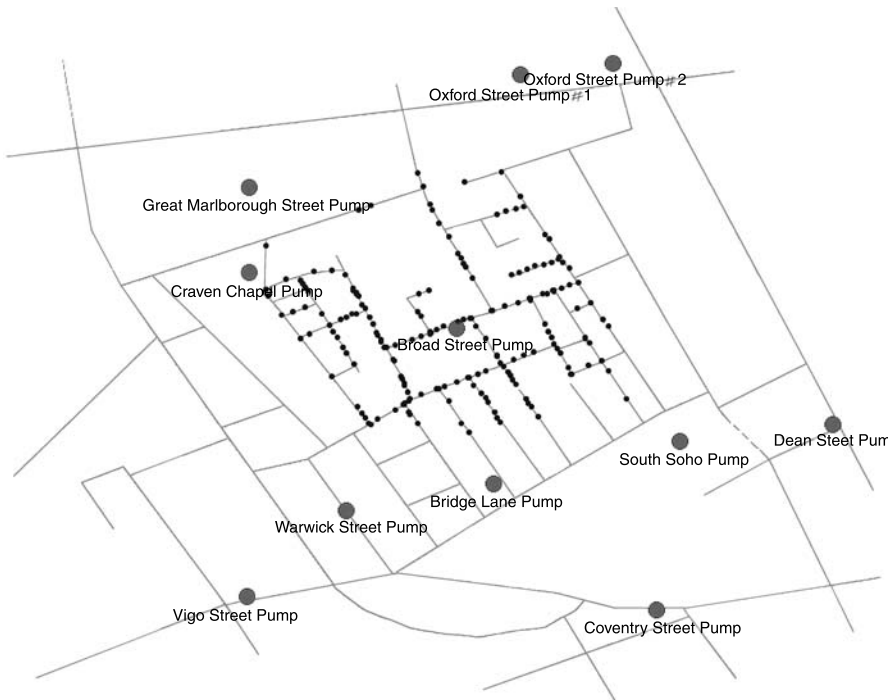 Oxford Street Pump#2
Oxford Street Pump#1
Great Marlborough Street Pump
Craven Chapel Pump
Broad Street Pump
Dean Steet Pum
South Soho Pump
Bridge Lane Pump
Warwick Street Pump
Vigo Street Pump
Coventry Street Pump